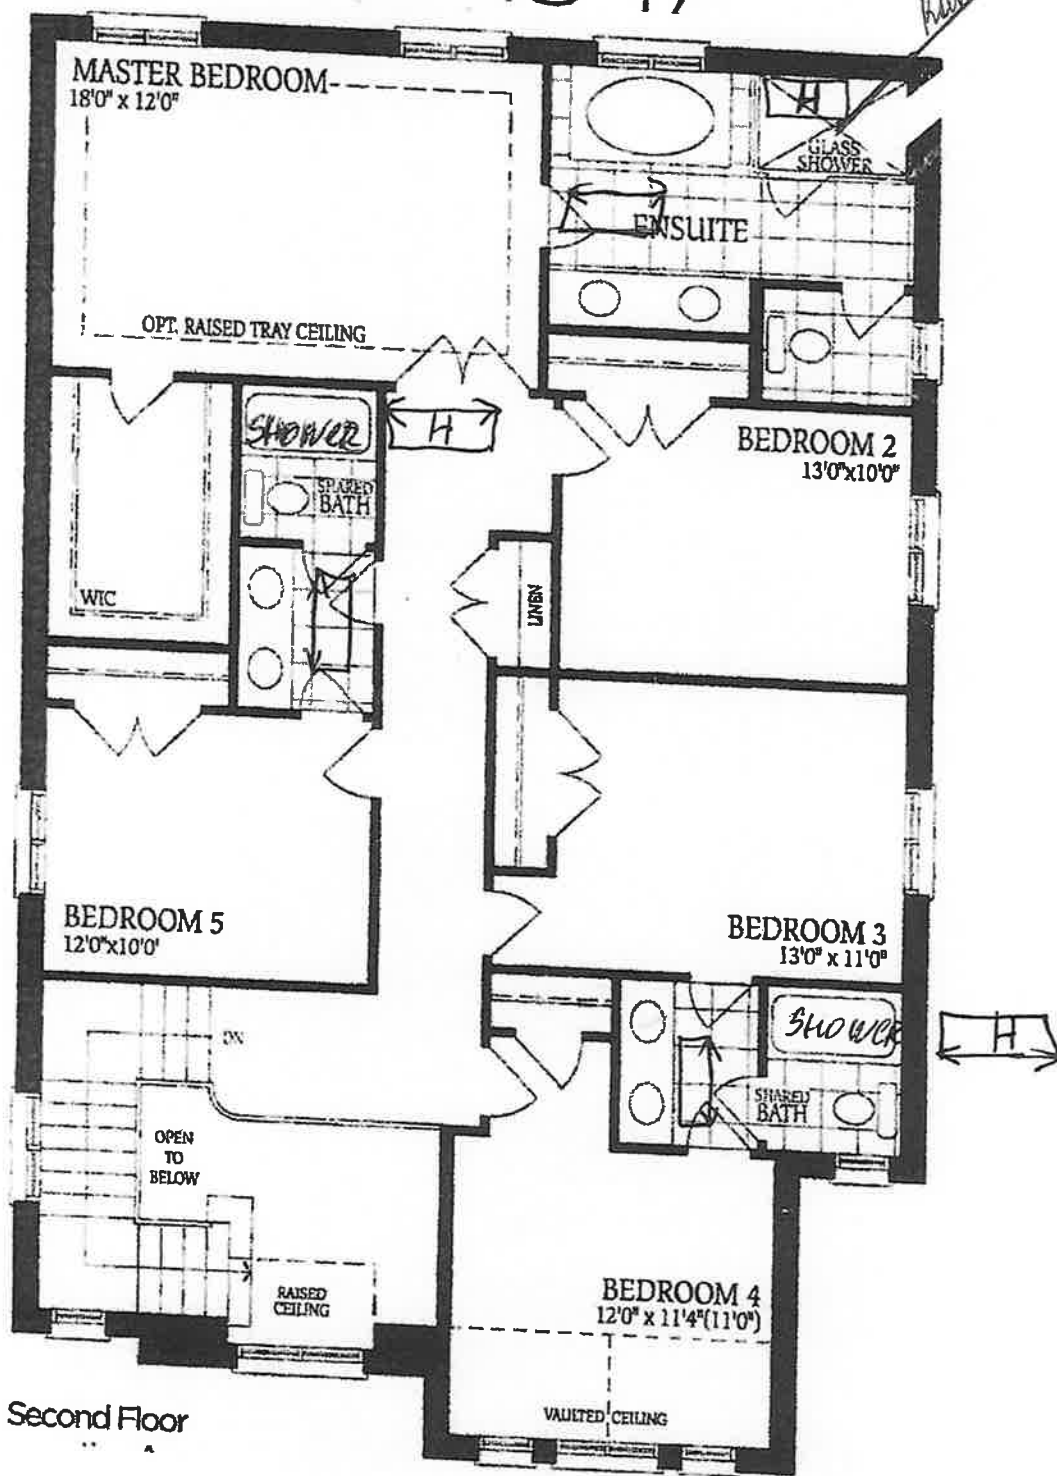 MASTER BEDROOM
18'0" x 12'0"
H
GLASS
SHOWER
ENSUITE
OPT. RAISED TRAY CEILING
SHOWER
H
SHARED
BATH
BEDROOM 2
13'0"x10'0"
WIC
LINEN
BEDROOM 5
12'0"x10'0'
BEDROOM 3
13'0" x 11'0"
DN
SHOWER
H
SHARED
BATH
OPEN
TO
BELOW
RAISED
CEILING
BEDROOM 4
12'0" x 11'4"(11'0")
VAULTED CEILING
Second Floor